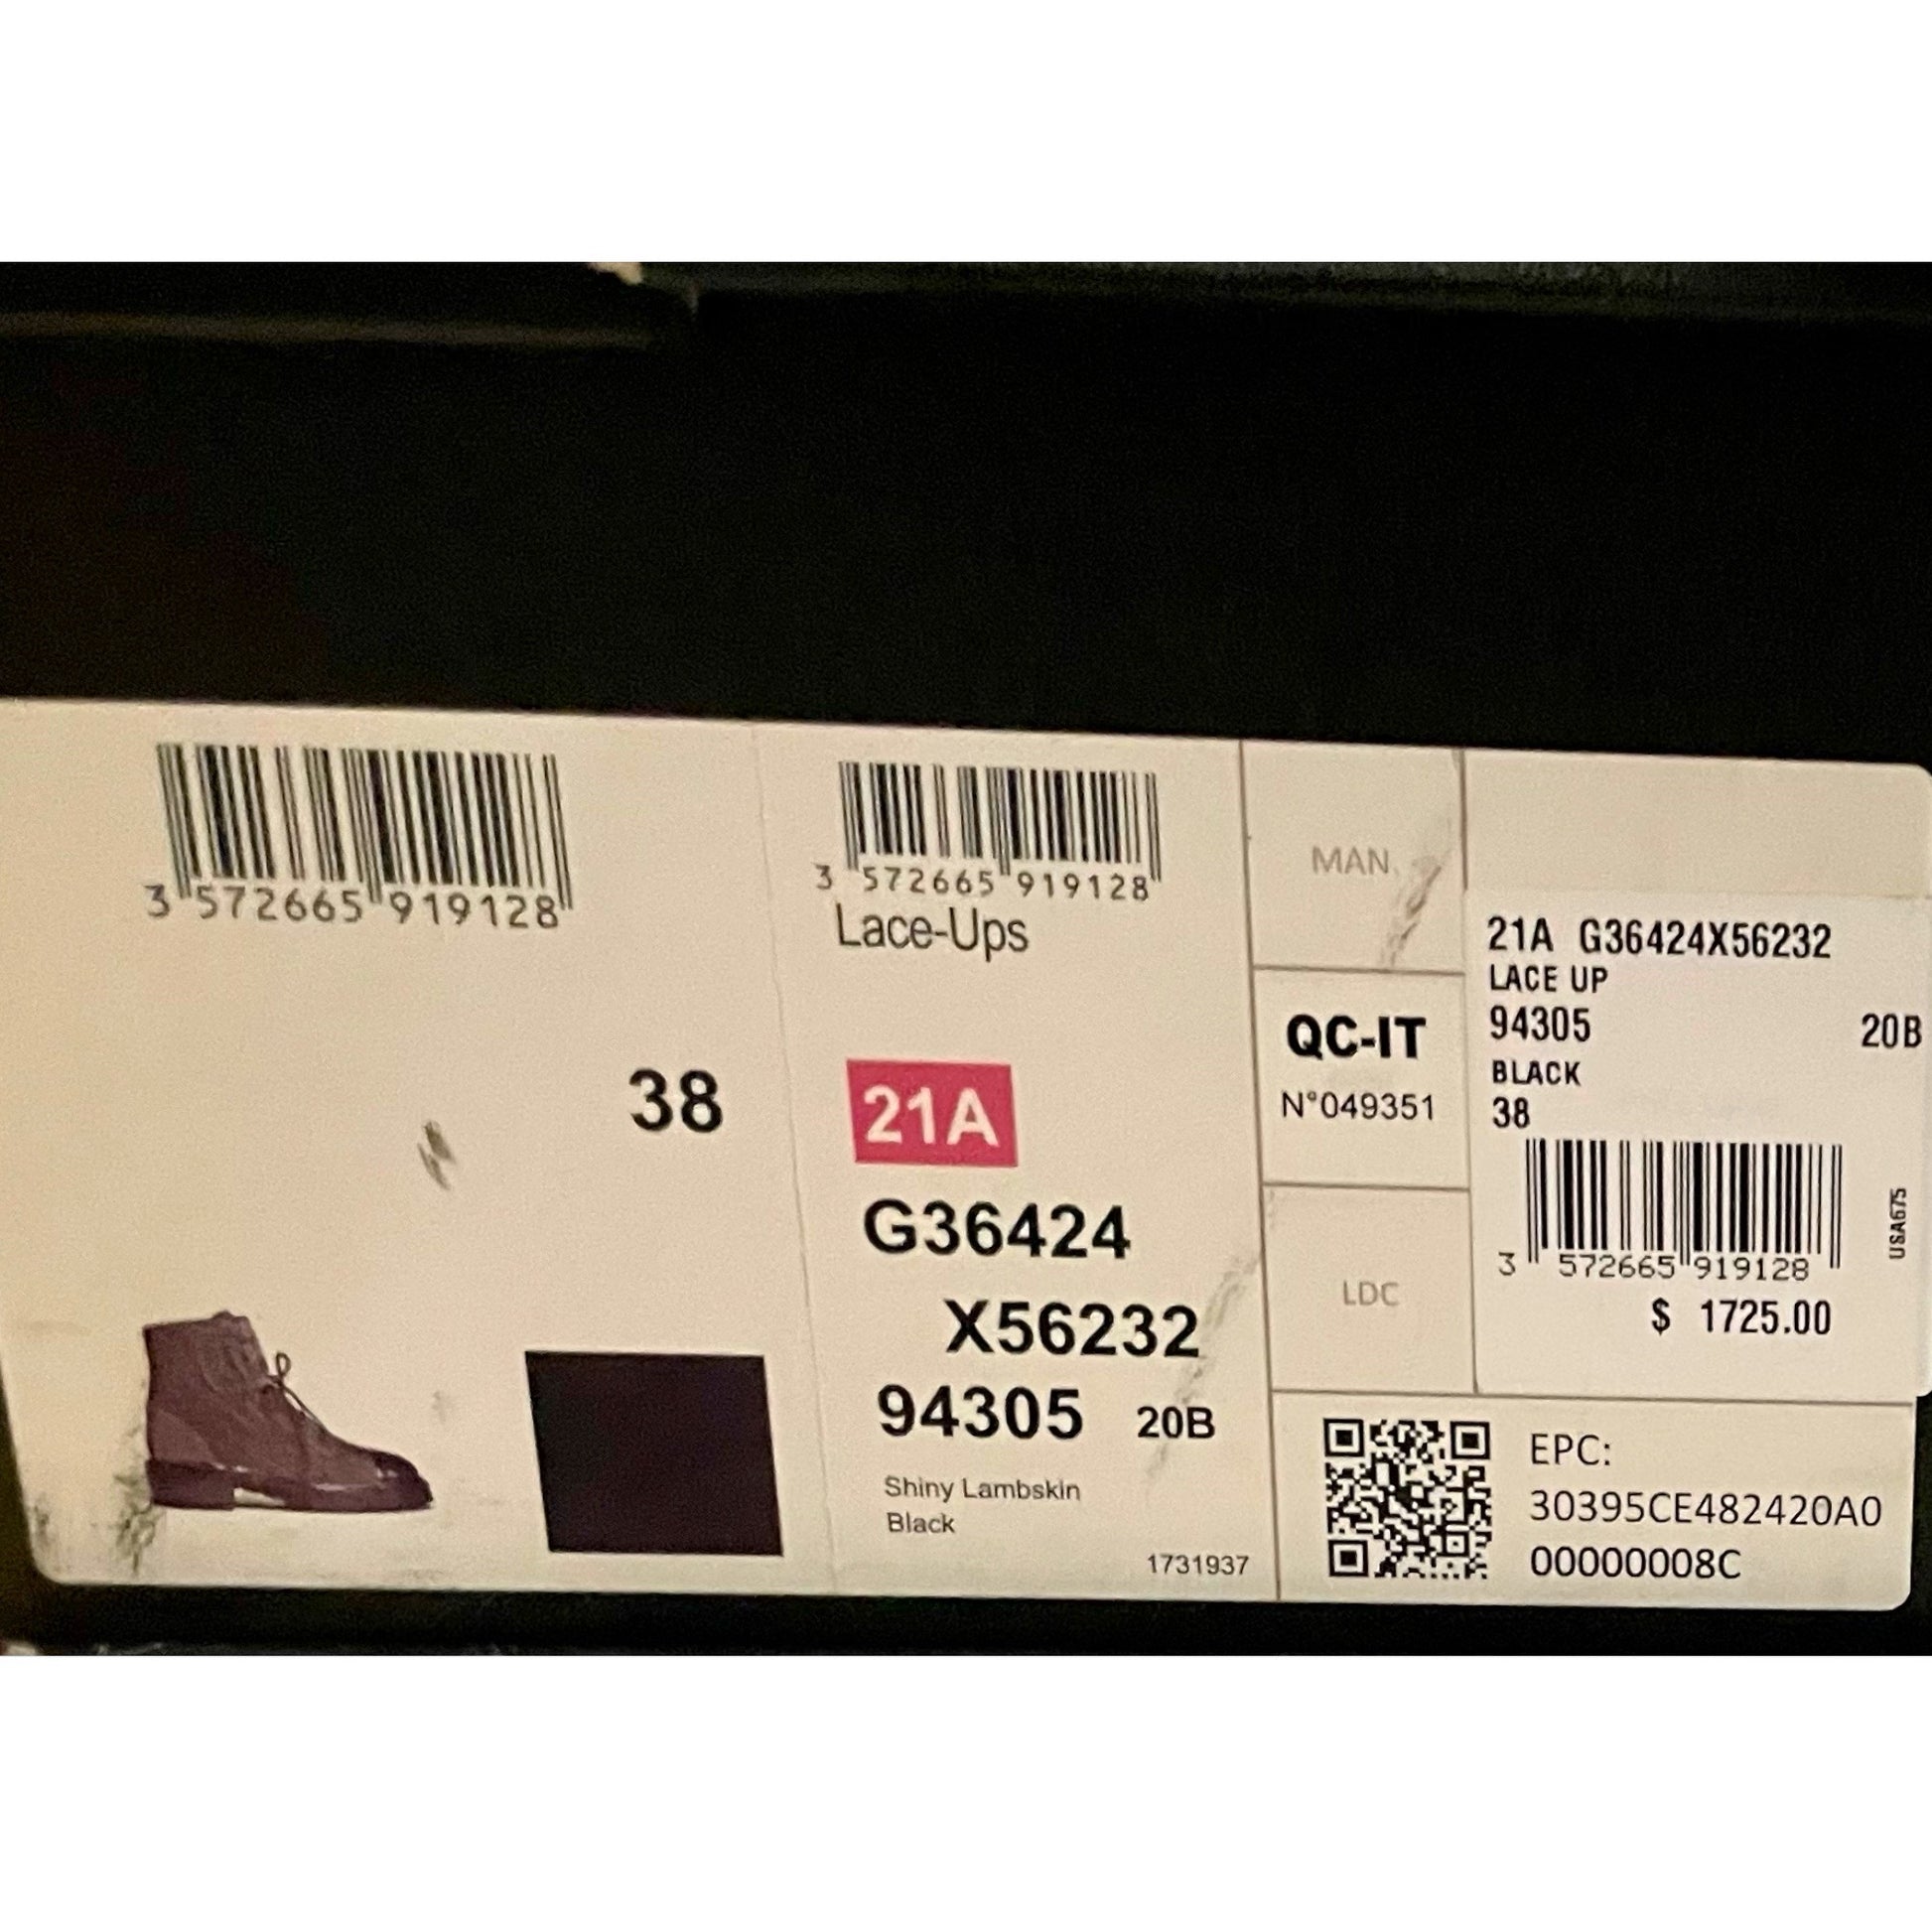 3 572665 919128
38
3 572665 919128
Lace-Ups
21A
G36424
X56232
94305 20B
Shiny Lambskin
Black
1731937
MAN.
QC-IT
N°049351
LDC
21A G36424X56232
LACE UP
94305 20B
BLACK
38
3 572665 919128
USA675
$ 1725.00
EPC:
30395CE482420A0
00000008C